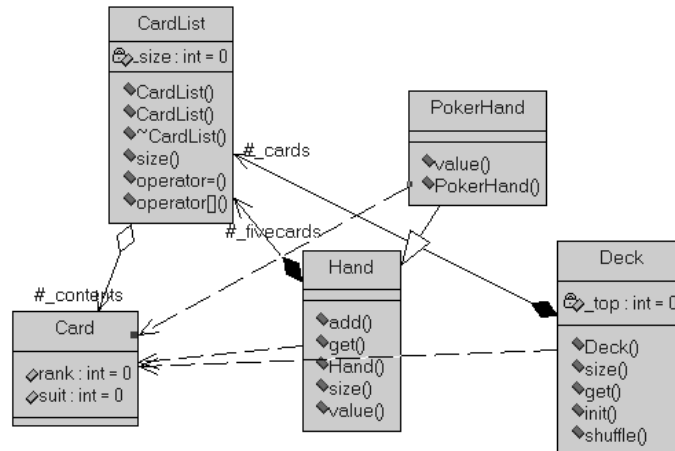 CardList
_size : int = 0
CardList()
CardList()
~CardList()
size()
operator=()
operator[]()
PokerHand
value()
PokerHand()
#_cards
#_fivecards
#_contents
Hand
add()
get()
Hand()
size()
value()
Deck
_top : int = 0
Deck()
size()
get()
init()
shuffle()
Card
rank : int = 0
suit : int = 0